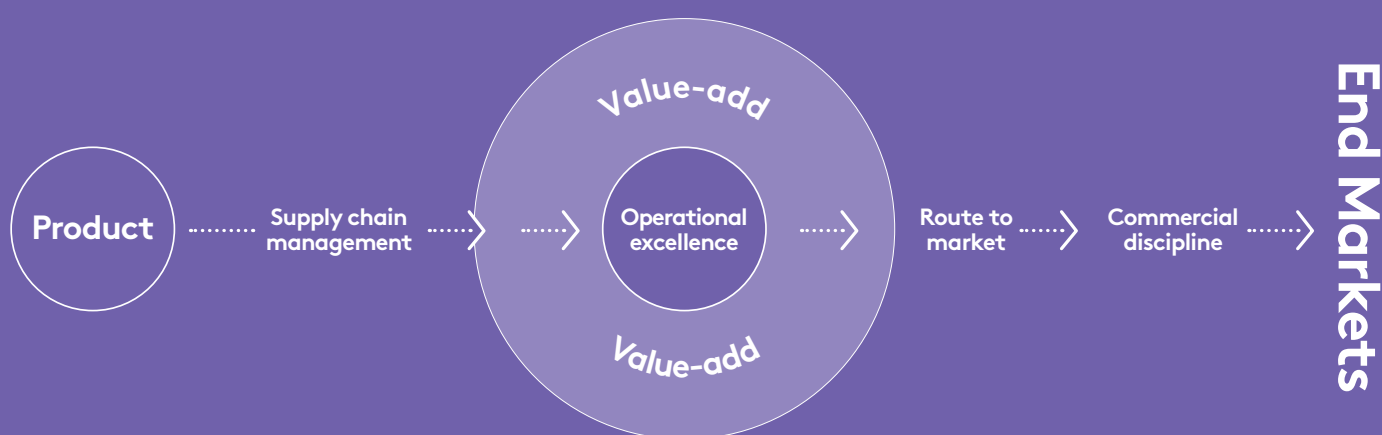 Product
Supply chain
management
Value-add
Operational
excellence
Value-add
Route to
market
Commercial
discipline
End Markets